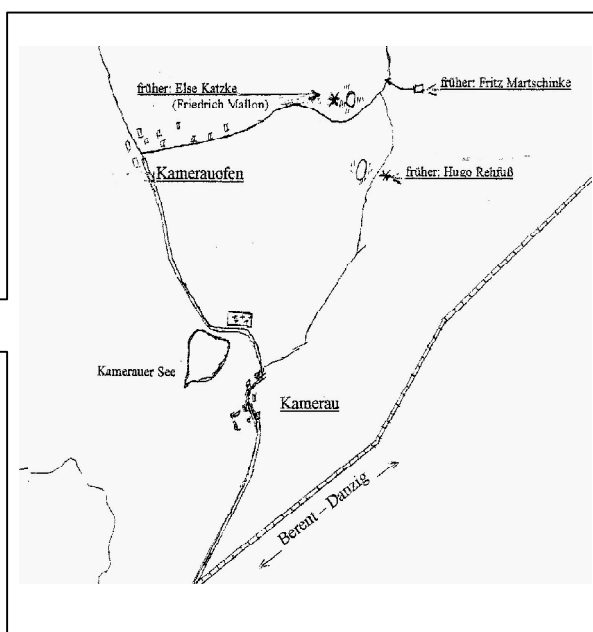 früher: Else Katzke
(Friedrich Mallon)
früher: Fritz Martschinke
früher: Hugo Rehfuß
Kamerauofen
Kamerauer See
Kamerau
Berent – Danzig